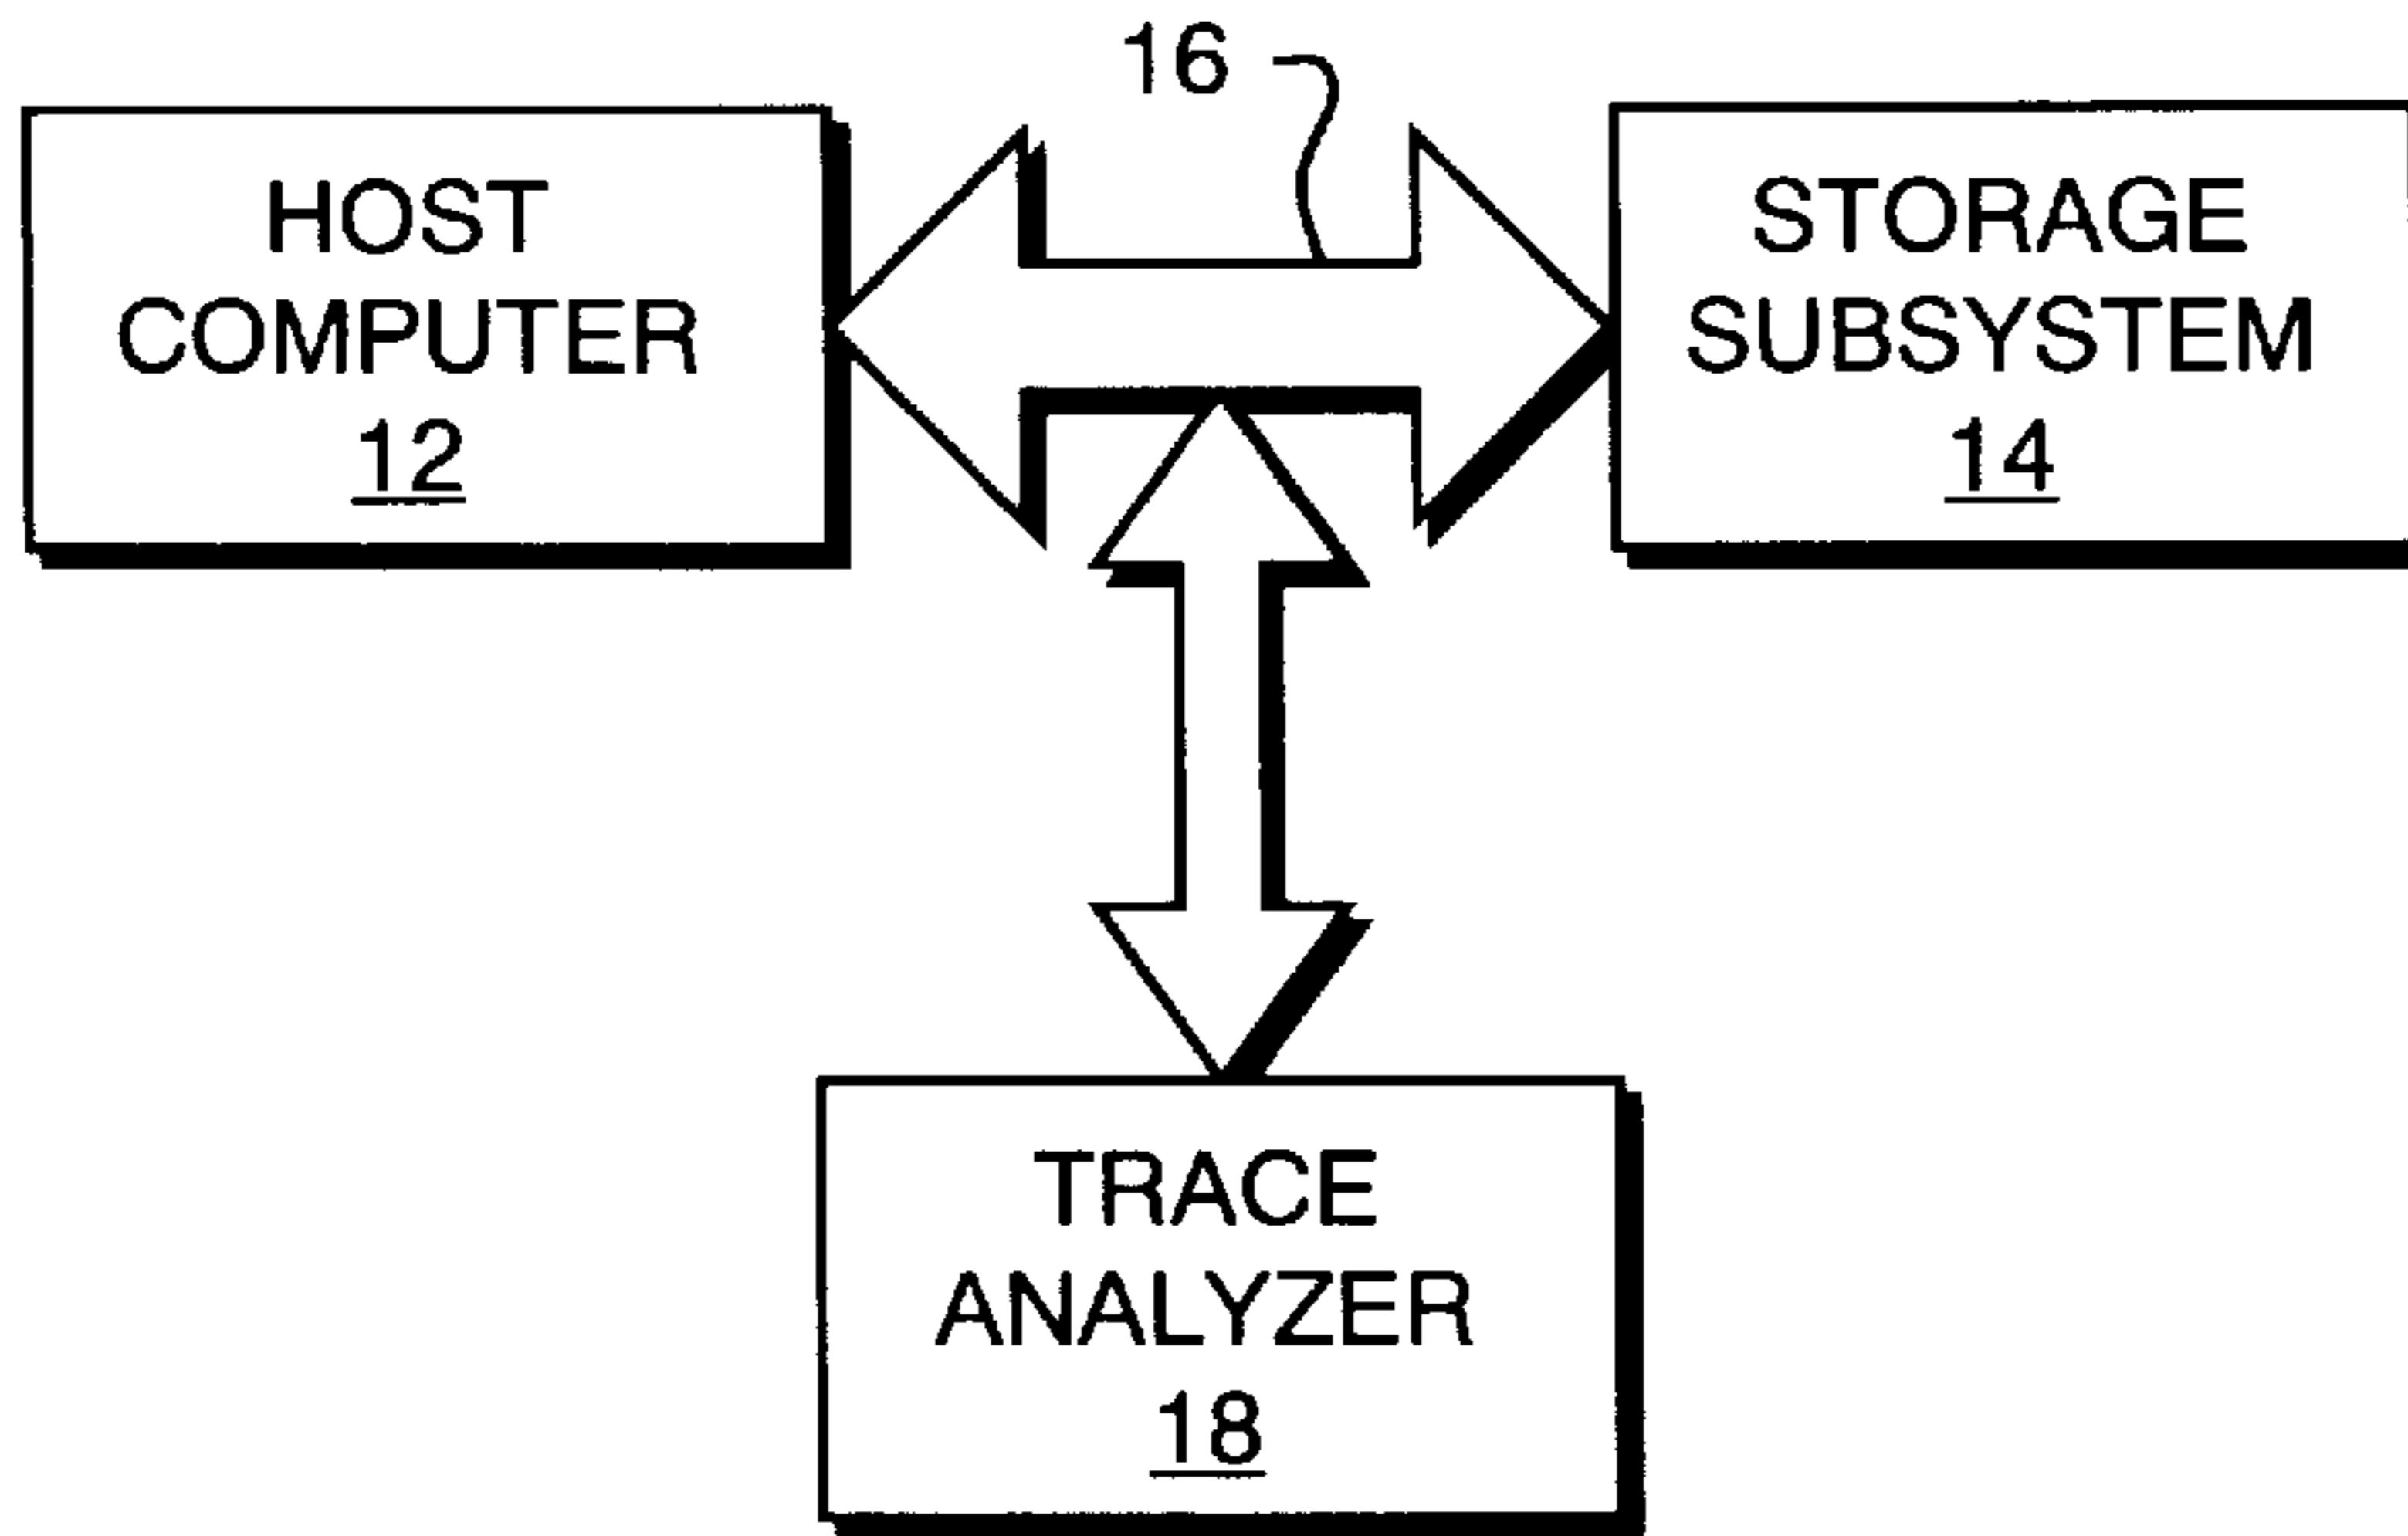 16
HOST
COMPUTER
12
STORAGE
SUBSYSTEM
14
TRACE
ANALYZER
18